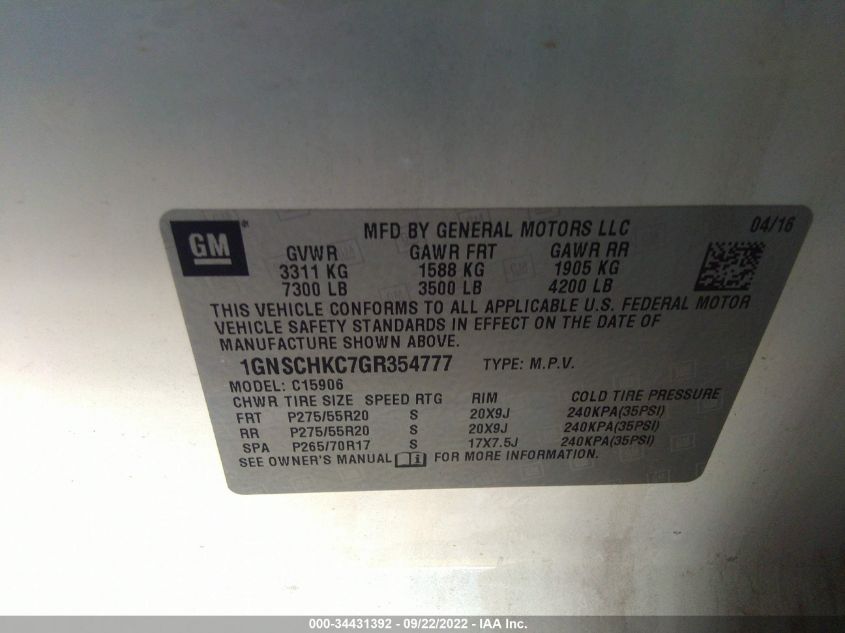 GM
MFD BY GENERAL MOTORS LLC 04/16
GVWR GAWR FRT GAWR RR
3311 KG 1588 KG 1905 KG
7300 LB 3500 LB 4200 LB
THIS VEHICLE CONFORMS TO ALL APPLICABLE U.S. FEDERAL MOTOR
VEHICLE SAFETY STANDARDS IN EFFECT ON THE DATE OF
MANUFACTURE SHOWN ABOVE.
1GNSCHKC7GR354777 TYPE: M.P.V.
MODEL: C15906
CHWR TIRE SIZE SPEED RTG RIM COLD TIRE PRESSURE
FRT P275/55R20 S 20X9J 240KPA(35PSI)
RR P275/55R20 S 20X9J 240KPA(35PSI)
SPA P265/70R17 S 17X7.5J 240KPA(35PSI)
SEE OWNER'S MANUAL FOR MORE INFORMATION.
000-34431392 - 09/22/2022 - IAA Inc.